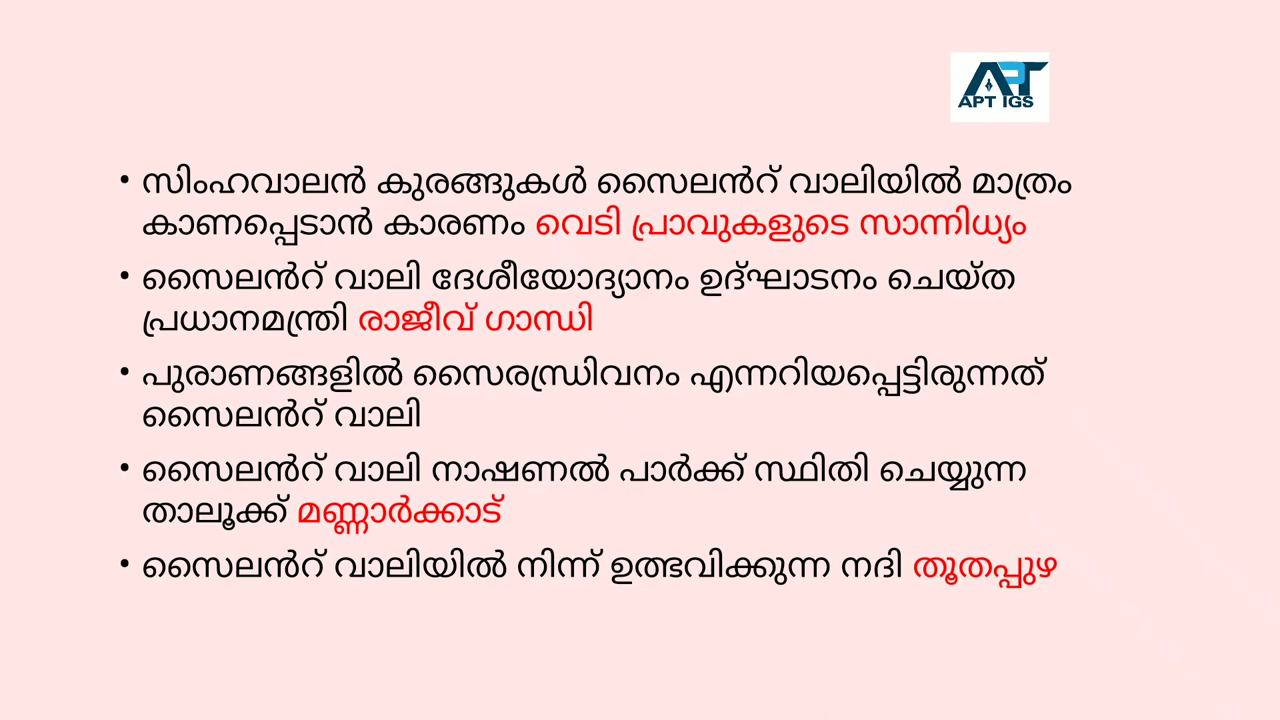 APT
APT IGS
• സിംഹവാലൻ കുരങ്ങുകൾ സൈലൻറ് വാലിയിൽ മാത്രം
കാണപ്പെടാൻ കാരണം വെടി പ്രാവുകളുടെ സാന്നിധ്യം
• സൈലൻറ് വാലി ദേശീയോദ്യാനം ഉദ്ഘാടനം ചെയ്ത
പ്രധാനമന്ത്രി രാജീവ് ഗാന്ധി
• പുരാണങ്ങളിൽ സൈരന്ധ്രിവനം എന്നറിയപ്പെട്ടിരുന്നത്
സൈലൻറ് വാലി
• സൈലൻറ് വാലി നാഷണൽ പാർക്ക് സ്ഥിതി ചെയ്യുന്ന
താലൂക്ക് മണ്ണാർക്കാട്
• സൈലൻറ് വാലിയിൽ നിന്ന് ഉത്ഭവിക്കുന്ന നദി തൂതപ്പുഴ